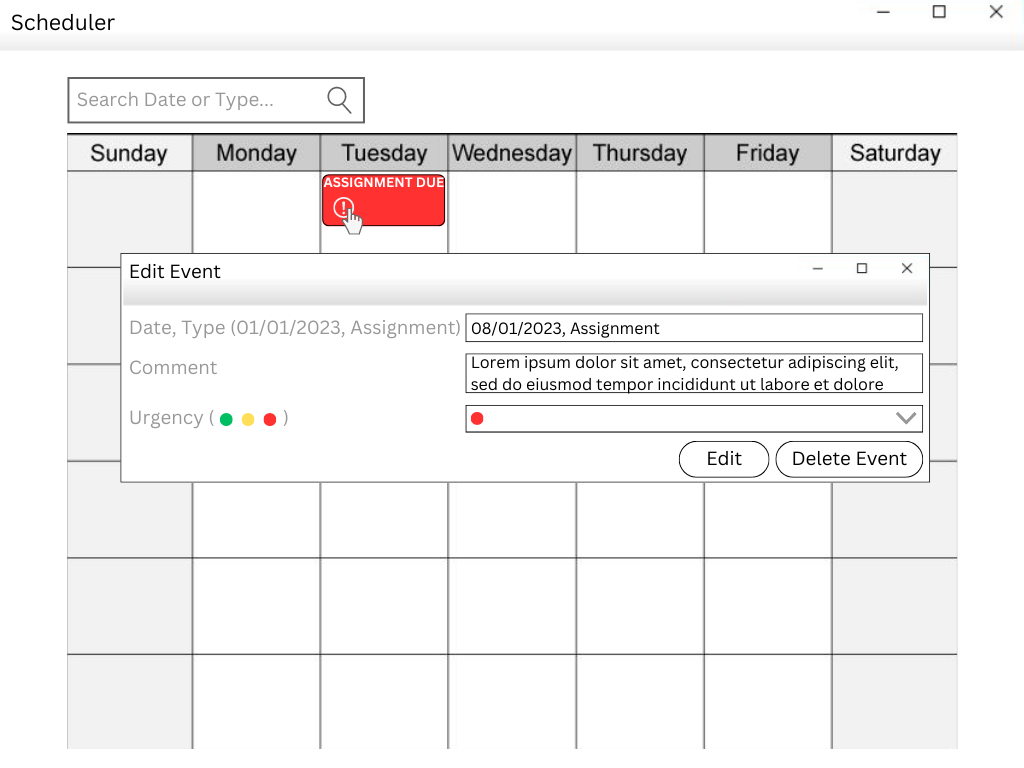 Scheduler
Search Date or Type...
Sunday Monday Tuesday Wednesday Thursday Friday Saturday
ASSIGNMENT DUE
Edit Event
Date, Type (01/01/2023, Assignment) 08/01/2023, Assignment
Comment
Lorem ipsum dolor sit amet, consectetur adipiscing elit,
sed do eiusmod tempor incididunt ut labore et dolore
Urgency ( )
Edit Delete Event